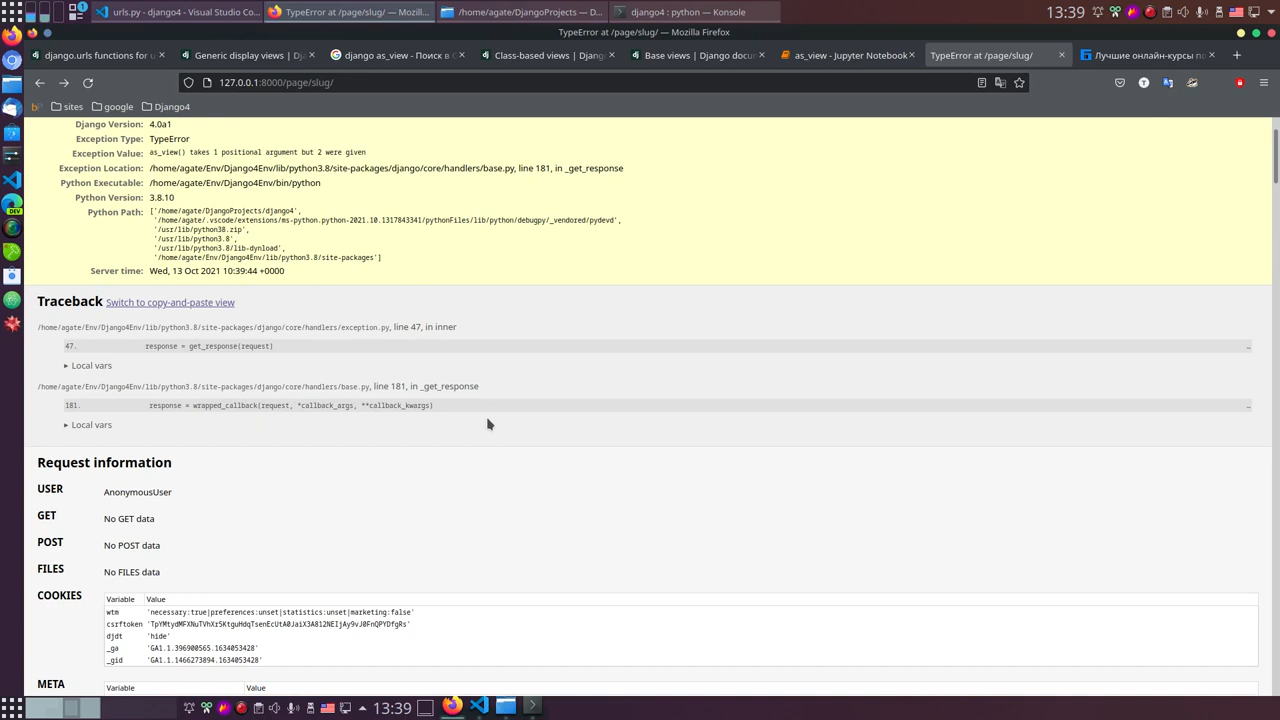 urls.py - django4 - Visual Studio Co...
TypeError at /page/slug/ — Mozill...
/home/agate/DjangoProjects — D...
django4 : python — Konsole
13:39
TypeError at /page/slug/ — Mozilla Firefox
django.urls functions for u
Generic display views | Dja
django as_view - Поиск в G
Class-based views | Django
Base views | Django docum
as_view - Jupyter Notebook
TypeError at /page/slug/
Лучшие онлайн-курсы по
127.0.0.1:8000/page/slug/
sites
google
Django4
Django Version: 4.0a1
Exception Type: TypeError
Exception Value: as_view() takes 1 positional argument but 2 were given
Exception Location: /home/agate/Env/Django4Env/lib/python3.8/site-packages/django/core/handlers/base.py, line 181, in _get_response
Python Executable: /home/agate/Env/Django4Env/bin/python
Python Version: 3.8.10
Python Path: ['/home/agate/DjangoProjects/django4',
'/home/agate/.vscode/extensions/ms-python.python-2021.10.1317843341/pythonFiles/lib/python/debugpy/_vendored/pydevd',
'/usr/lib/python38.zip',
'/usr/lib/python3.8',
'/usr/lib/python3.8/lib-dynload',
'/home/agate/Env/Django4Env/lib/python3.8/site-packages']
Server time: Wed, 13 Oct 2021 10:39:44 +0000
Traceback Switch to copy-and-paste view
/home/agate/Env/Django4Env/lib/python3.8/site-packages/django/core/handlers/exception.py, line 47, in inner
47. response = get_response(request) …
▸ Local vars
/home/agate/Env/Django4Env/lib/python3.8/site-packages/django/core/handlers/base.py, line 181, in _get_response
181. response = wrapped_callback(request, *callback_args, **callback_kwargs) …
▸ Local vars
Request information
USER AnonymousUser
GET No GET data
POST No POST data
FILES No FILES data
COOKIES Variable Value
wtm 'necessary:true|preferences:unset|statistics:unset|marketing:false'
csrftoken 'TpYMtydMFXNuTVhXr5KtguHdqTsenEcUtA0JaiX3A812NEIjAy9vJ0FnQPYDfgRs'
djdt 'hide'
_ga 'GA1.1.396900565.1634053428'
_gid 'GA1.1.1466273894.1634053428'
META Variable Value
13:39